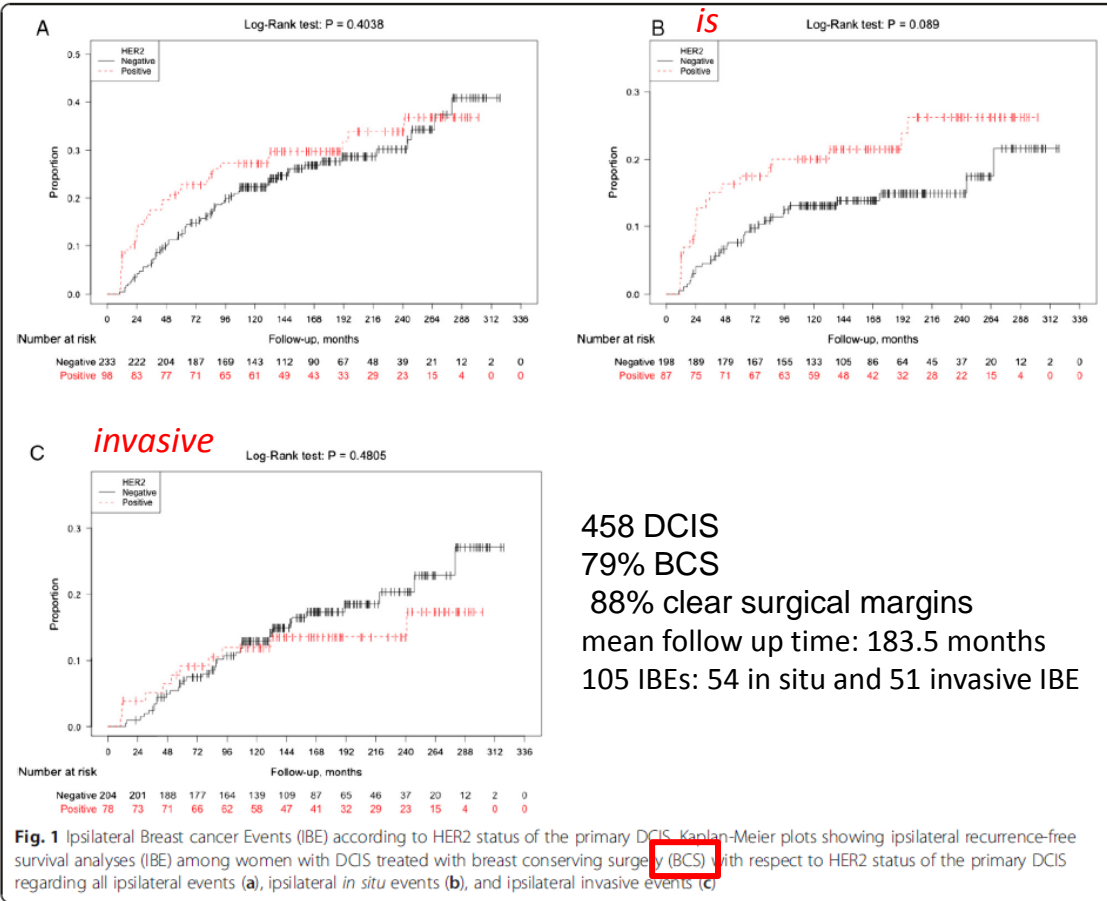 A
Log-Rank test: P = 0.4038
HER2
Negative
Positive
0.5
0.4
0.3
0.2
0.1
0.0
Proportion
0 24 48 72 96 120 144 168 192 216 240 264 288 312 336
Number at risk
Follow-up, months
Negative 233 222 204 187 169 143 112 90 67 48 39 21 12 2 0
Positive 98 83 77 71 65 61 49 43 33 29 23 15 4 0 0
B
is
Log-Rank test: P = 0.089
HER2
Negative
Positive
0.3
0.2
0.1
0.0
Proportion
0 24 48 72 96 120 144 168 192 216 240 264 288 312 336
Number at risk
Follow-up, months
Negative 198 189 179 167 155 133 105 86 64 45 37 20 12 2 0
Positive 87 75 71 67 63 59 48 42 32 28 22 15 4 0 0
C
invasive
Log-Rank test: P = 0.4805
HER2
Negative
Positive
0.3
0.2
0.1
0.0
Proportion
0 24 48 72 96 120 144 168 192 216 240 264 288 312 336
Number at risk
Follow-up, months
Negative 204 201 188 177 164 139 109 87 65 46 37 20 12 2 0
Positive 78 73 71 66 62 58 47 41 32 29 23 15 4 0 0
458 DCIS
79% BCS
88% clear surgical margins
mean follow up time: 183.5 months
105 IBEs: 54 in situ and 51 invasive IBE
Fig. 1 Ipsilateral Breast cancer Events (IBE) according to HER2 status of the primary DCIS. Kaplan-Meier plots showing ipsilateral recurrence-free
survival analyses (IBE) among women with DCIS treated with breast conserving surgery (BCS) with respect to HER2 status of the primary DCIS
regarding all ipsilateral events (a), ipsilateral in situ events (b), and ipsilateral invasive events (c)